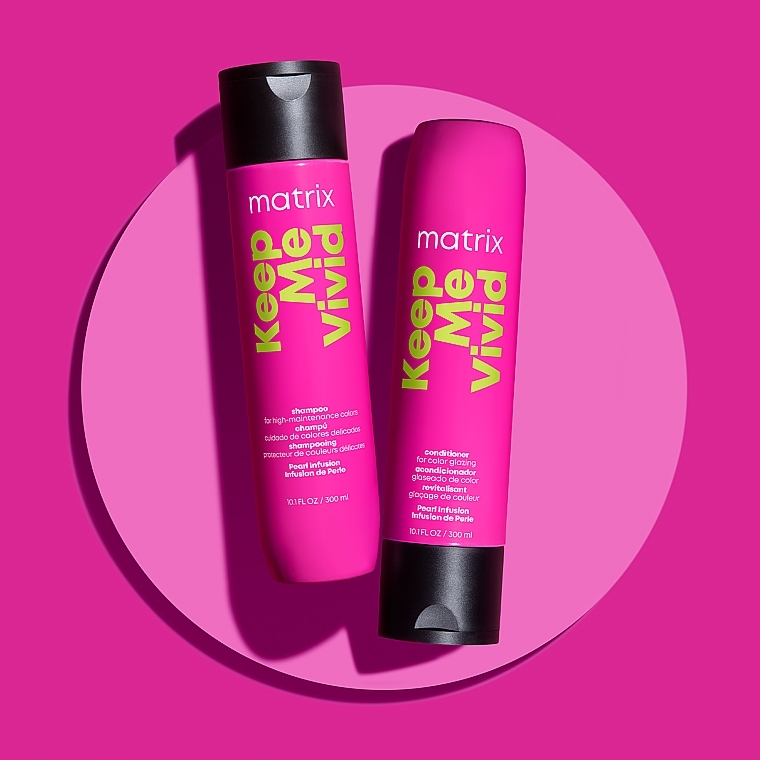 matrix
Keep
Me
Vivid
shampoo
for high-maintenance colors
champú
cuidado de colores delicados
shampooing
protecteur de couleurs délicates
Pearl Infusion
Infusion de Perle
10.1 FL OZ / 300 ml
matrix
Keep
Me
Vivid
conditioner
for color glazing
acondicionador
glaseado de color
revitalisant
glaçage de couleur
Pearl Infusion
Infusion de Perle
10.1 FL OZ / 300 ml